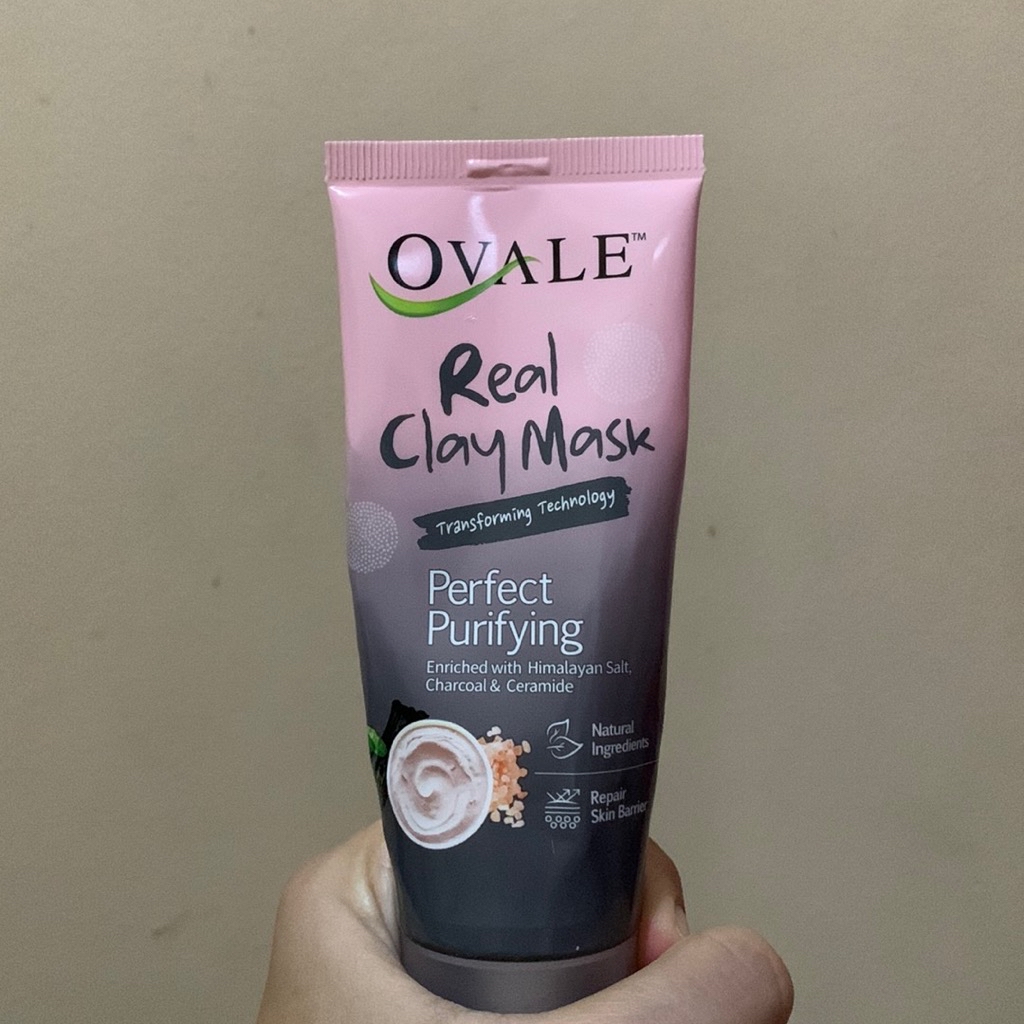 OVALE™
Real
Clay Mask
Transforming Technology
Perfect
Purifying
Enriched with Himalayan Salt,
Charcoal & Ceramide
Natural
Ingredients
Repair
Skin Barrier